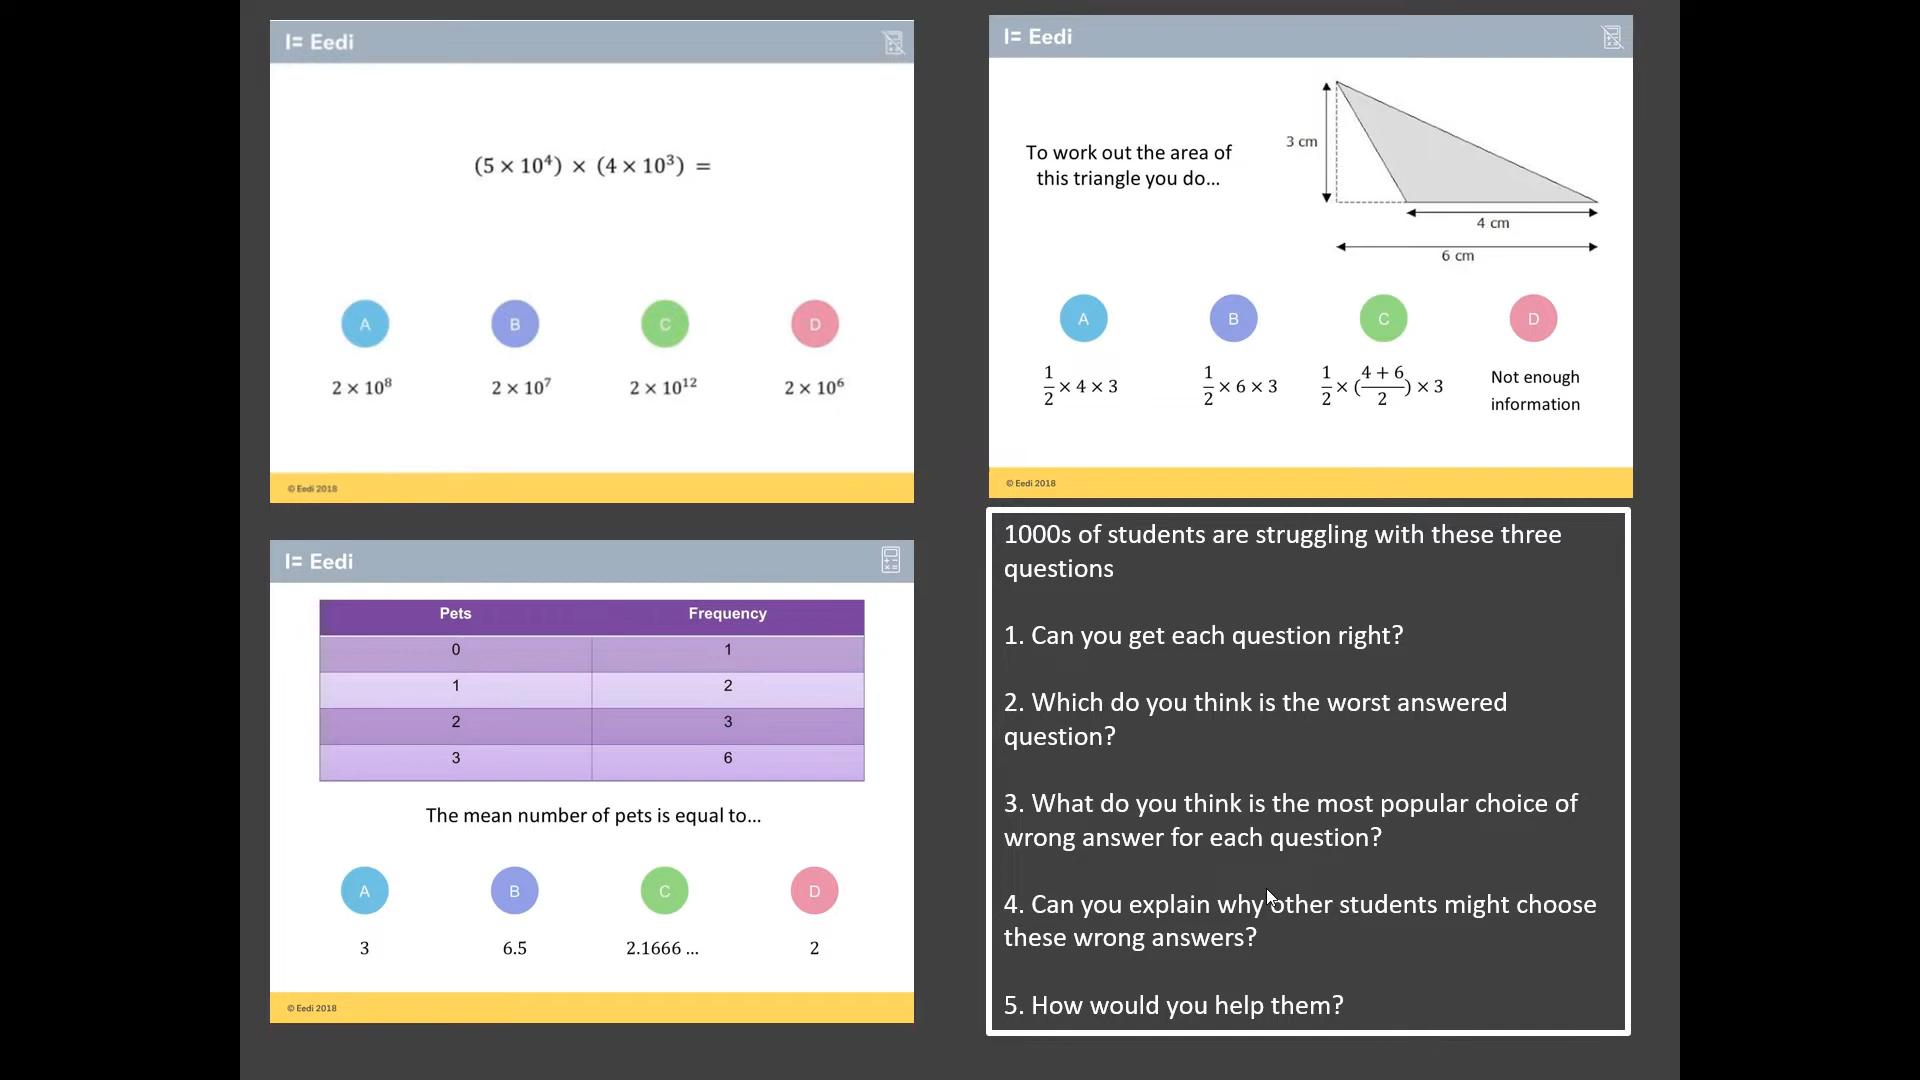 I= Eedi
(5 × 10⁴) × (4 × 10³) =
A B C D
2 × 10⁸ 2 × 10⁷ 2 × 10¹² 2 × 10⁶
© Eedi 2018
I= Eedi
To work out the area of
this triangle you do...
3 cm
4 cm
6 cm
A B C D
1/2 × 4 × 3 1/2 × 6 × 3 1/2 × (4 + 6/2) × 3 Not enough
information
© Eedi 2018
I= Eedi
Pets Frequency
0 1
1 2
2 3
3 6
The mean number of pets is equal to...
A B C D
3 6.5 2.1666 ... 2
© Eedi 2018
1000s of students are struggling with these three
questions
1. Can you get each question right?
2. Which do you think is the worst answered
question?
3. What do you think is the most popular choice of
wrong answer for each question?
4. Can you explain why other students might choose
these wrong answers?
5. How would you help them?